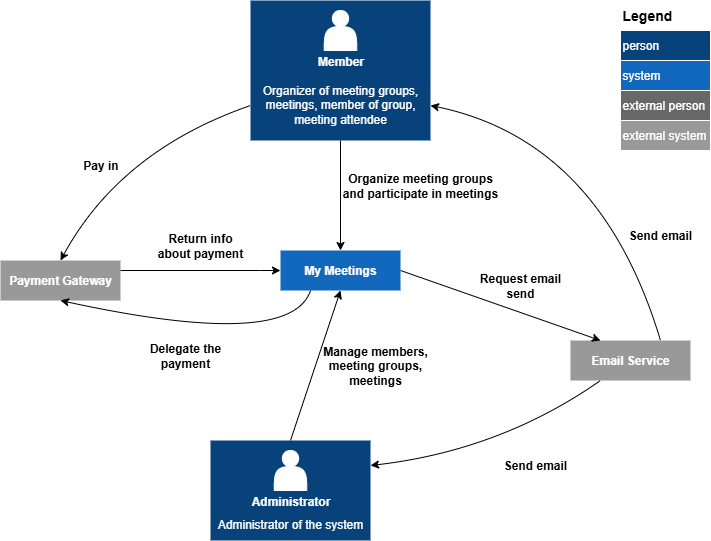 Legend
person
system
external person
external system
Member
Organizer of meeting groups,
meetings, member of group,
meeting attendee
Pay in
Organize meeting groups
and participate in meetings
Send email
Return info
about payment
Payment Gateway
My Meetings
Request email
send
Delegate the
payment
Manage members,
meeting groups,
meetings
Email Service
Send email
Administrator
Administrator of the system